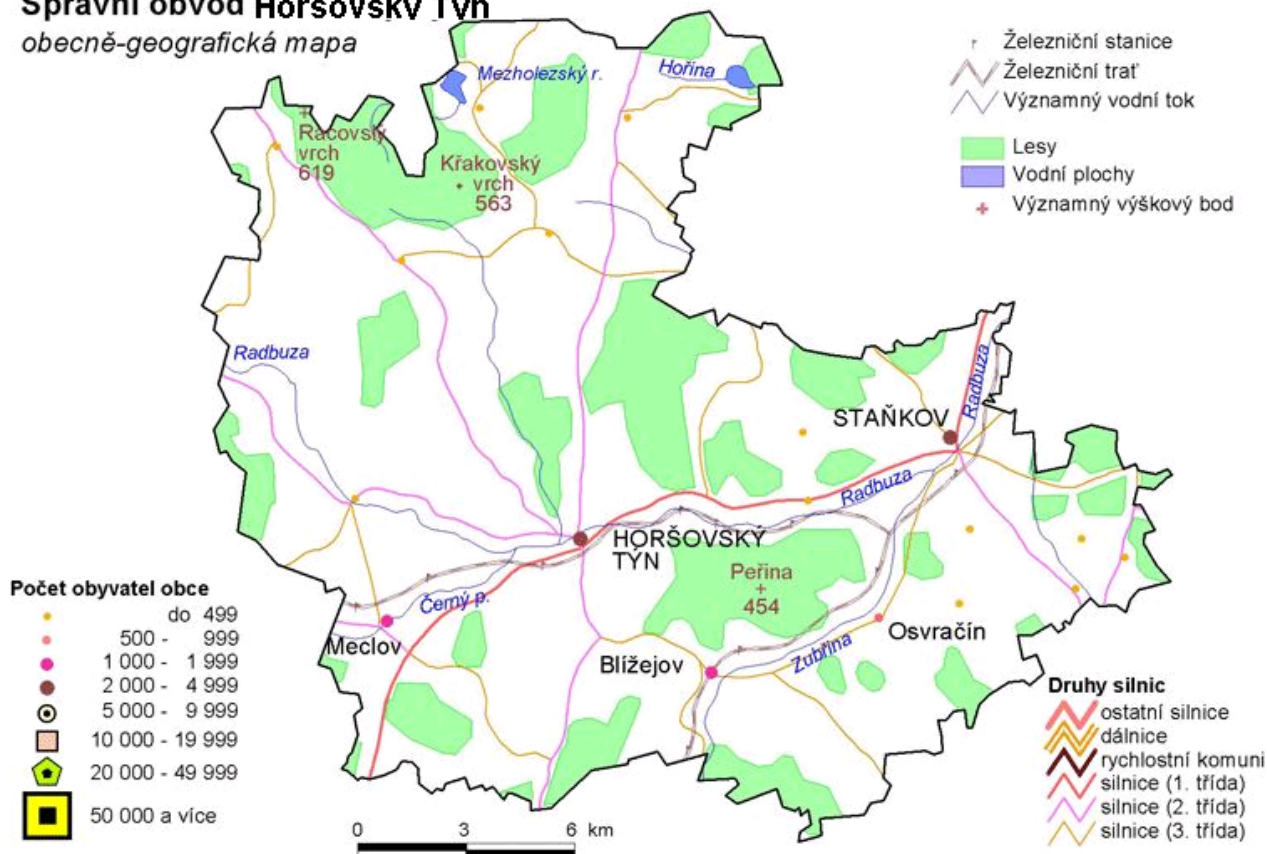 Správní obvod Horšovský Týn
obecně-geografická mapa
Železniční stanice
Železniční trať
Významný vodní tok
Lesy
Vodní plochy
Významný výškový bod
Mezholezský r.
Hořina
Racovský
vrch
619
Křakovský
vrch
563
Radbuza
Radbuza
STAŇKOV
Radbuza
HORŠOVSKÝ
TÝN
Peřina
454
Černý p.
Meclov
Blížejov
Zubřina
Osvračín
Počet obyvatel obce
do 499
500 - 999
1 000 - 1 999
2 000 - 4 999
5 000 - 9 999
10 000 - 19 999
20 000 - 49 999
50 000 a více
0 3 6 km
Druhy silnic
ostatní silnice
dálnice
rychlostní komuni
silnice (1. třída)
silnice (2. třída)
silnice (3. třída)